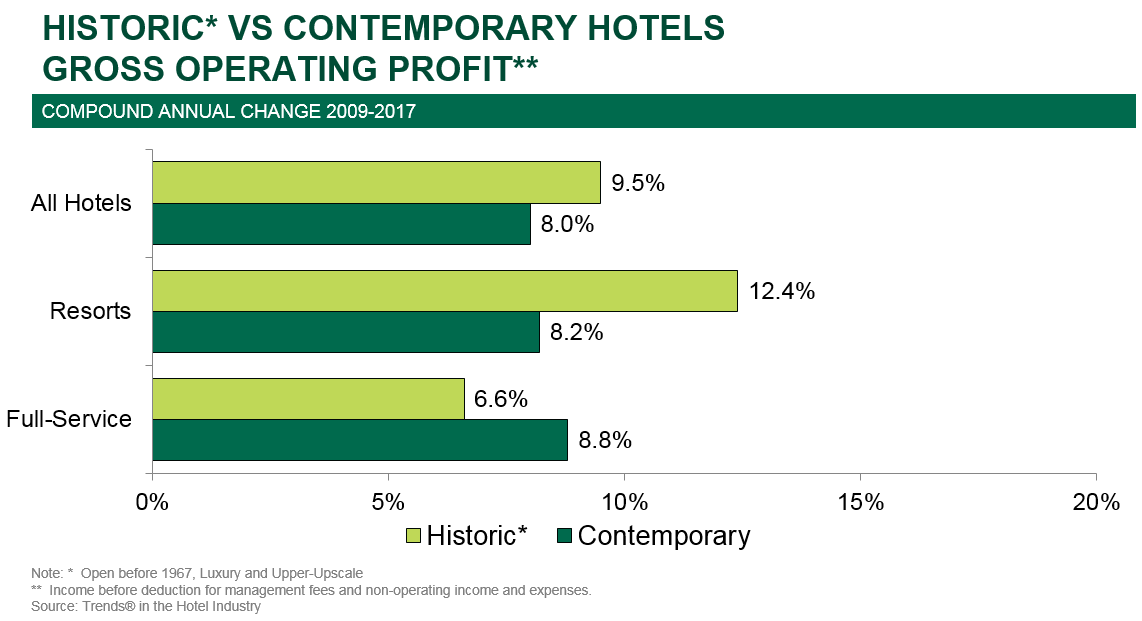 HISTORIC* VS CONTEMPORARY HOTELS
GROSS OPERATING PROFIT**
COMPOUND ANNUAL CHANGE 2009-2017
All Hotels
9.5%
8.0%
Resorts
12.4%
8.2%
Full-Service
6.6%
8.8%
0% 5% 10% 15% 20%
Historic* Contemporary
Note: * Open before 1967, Luxury and Upper-Upscale
** Income before deduction for management fees and non-operating income and expenses.
Source: Trends® in the Hotel Industry